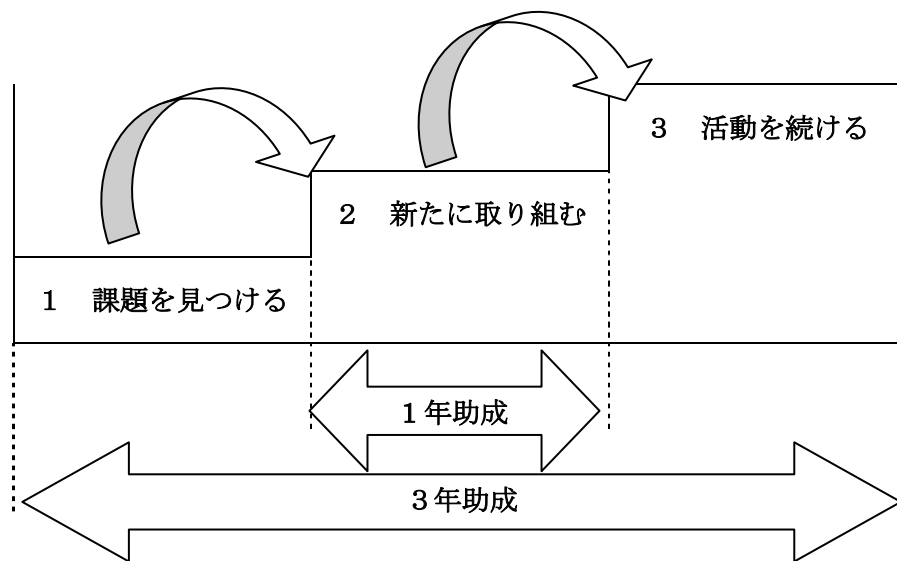 ３　活動を続ける
２　新たに取り組む
１　課題を見つける
１年助成
３年助成